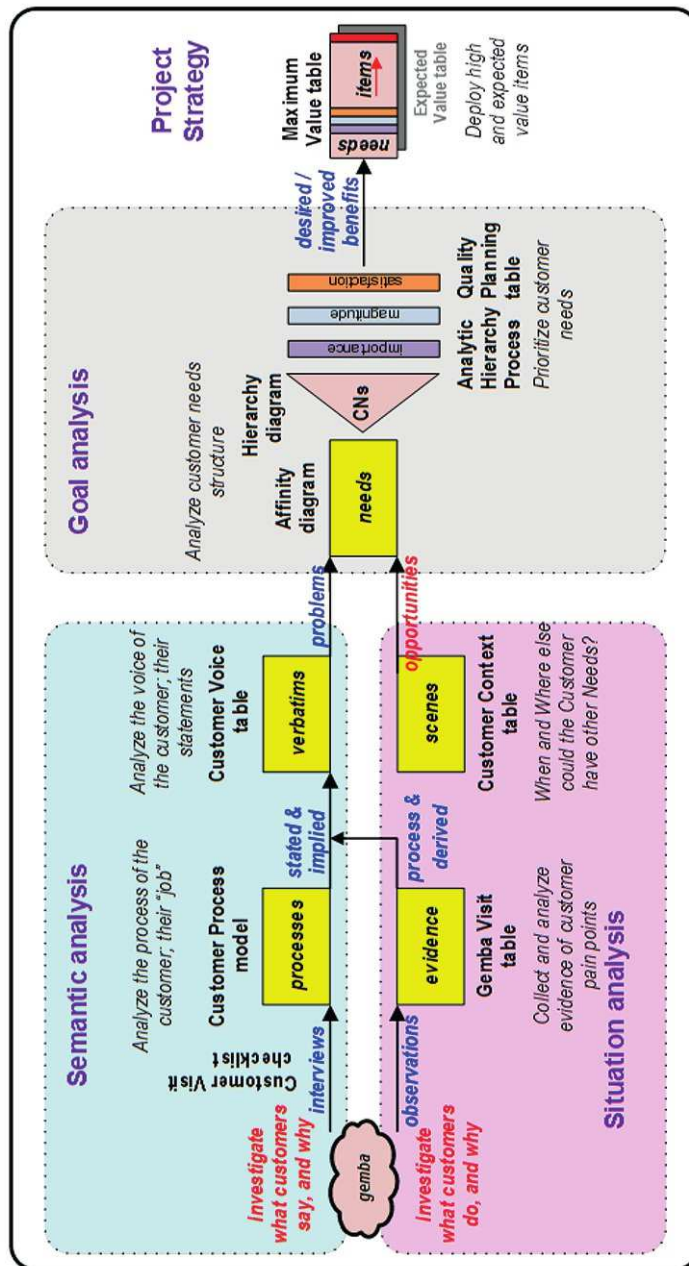 Semantic analysis
Analyze the process of the
customer; their “job”
Customer Process
model
processes
Analyze the voice of
the customer; their
statements
Customer Voice
table
verbatims
Customer Visit
checklist
Investigate
what customers
say, and why
interviews
stated &
implied
problems
gemba
Investigate
what customers
do, and why
observations
evidence
process &
derived
Gemba Visit
table
Collect and analyze
evidence of customer
pain points
scenes
opportunities
Customer Context
table
When and Where else
could the Customer
have other Needs?
Situation analysis
Goal analysis
Analyze customer needs
structure
Affinity
diagram
Hierarchy
diagram
needs
CNs
importance
magnitude
satisfaction
Analytic
Hierarchy
Process
Quality
Planning
table
Prioritize customer
needs
desired /
improved
benefits
Project
Strategy
Maximum
Value table
needs
items
Expected
Value table
Deploy high
and expected
value items